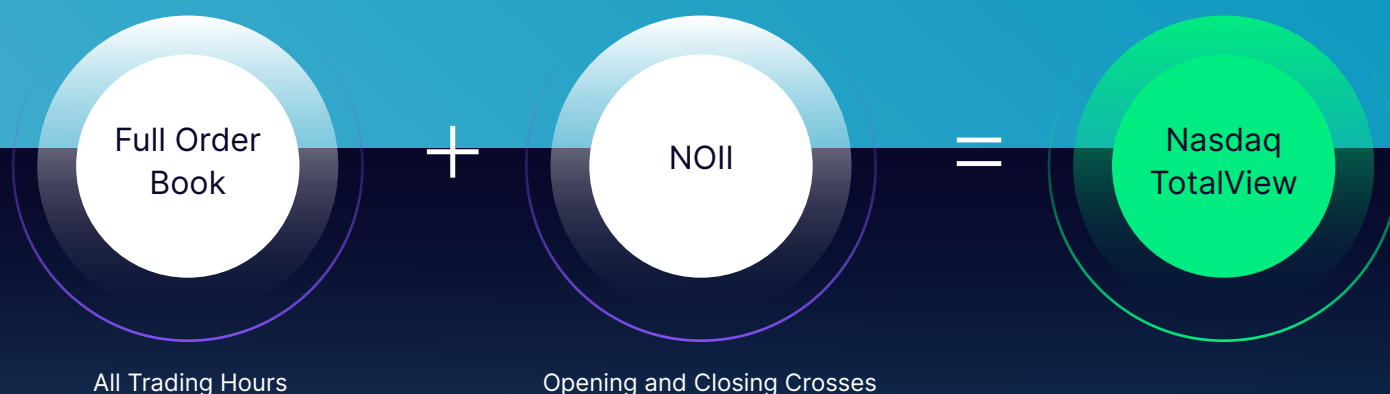 Full Order
Book
+
NOII
=
Nasdaq
TotalView
All Trading Hours
Opening and Closing Crosses